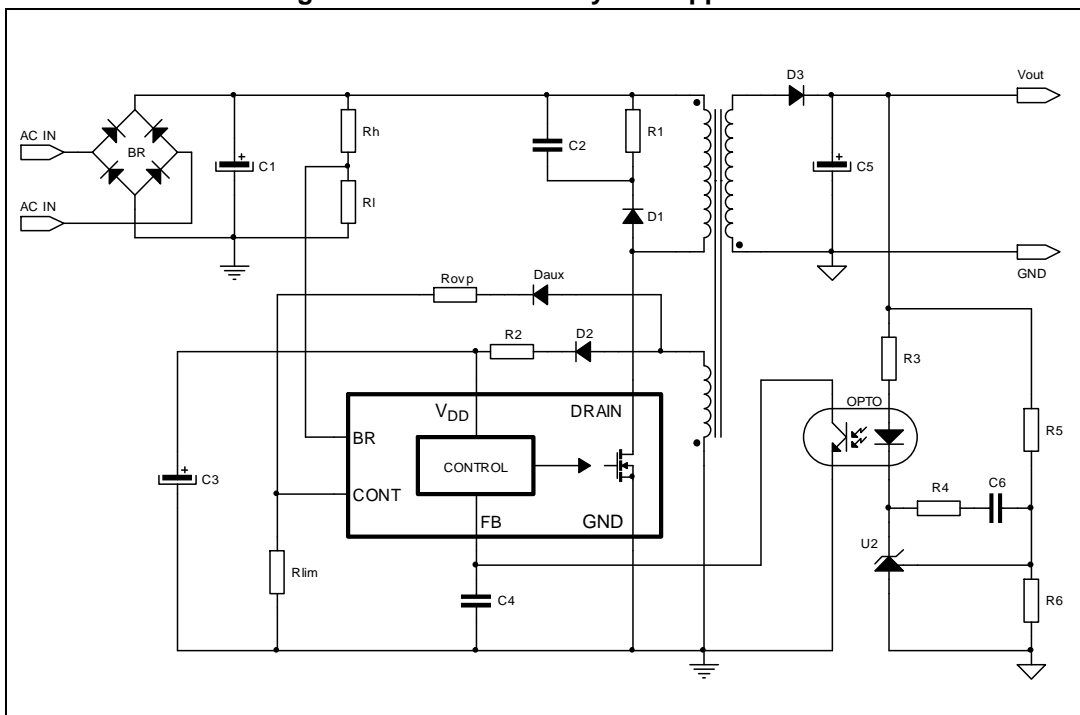 D3
Vout
AC IN
BR
C1
Rh
Rl
C2
R1
D1
C5
AC IN
GND
Rovp
Daux
R2
D2
R3
OPTO
VDD
DRAIN
BR
CONTROL
CONT
FB
GND
C3
R5
R4
C6
U2
Rlim
C4
R6